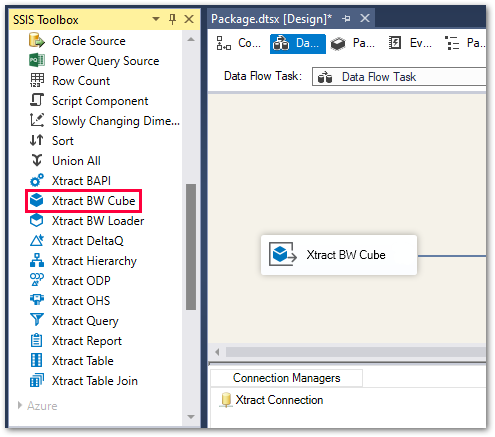 SSIS Toolbox
Oracle Source
Power Query Source
Row Count
Script Component
Slowly Changing Dime...
Sort
Union All
Xtract BAPI
Xtract BW Cube
Xtract BW Loader
Xtract DeltaQ
Xtract Hierarchy
Xtract ODP
Xtract OHS
Xtract Query
Xtract Report
Xtract Table
Xtract Table Join
Azure
Package.dtsx [Design]*
Co...
Da...
Pa...
Ev...
Pa...
Data Flow Task:
Data Flow Task
Xtract BW Cube
Connection Managers
Xtract Connection